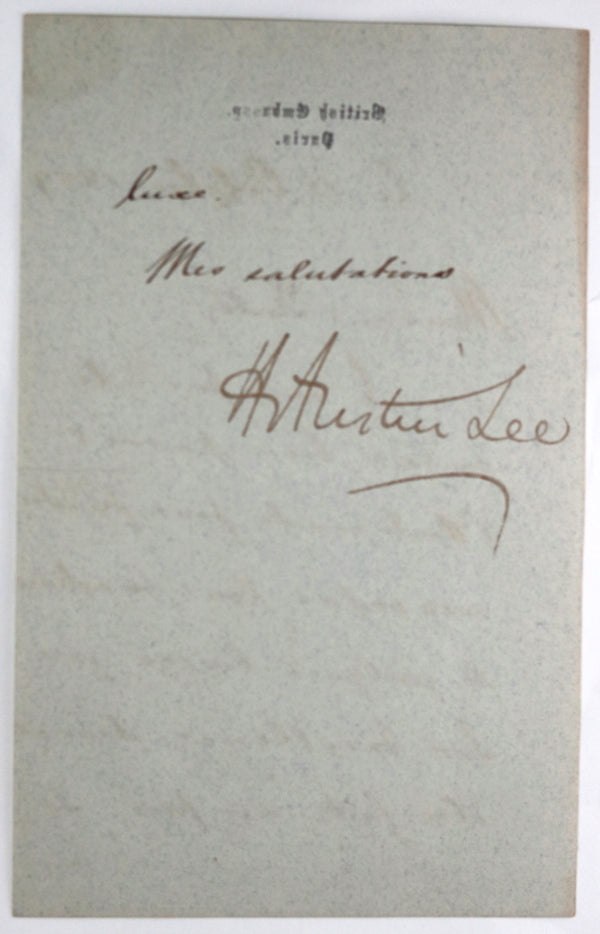 British Embassy.
Paris.
luxe.
Mes salutations
H. Austin Lee